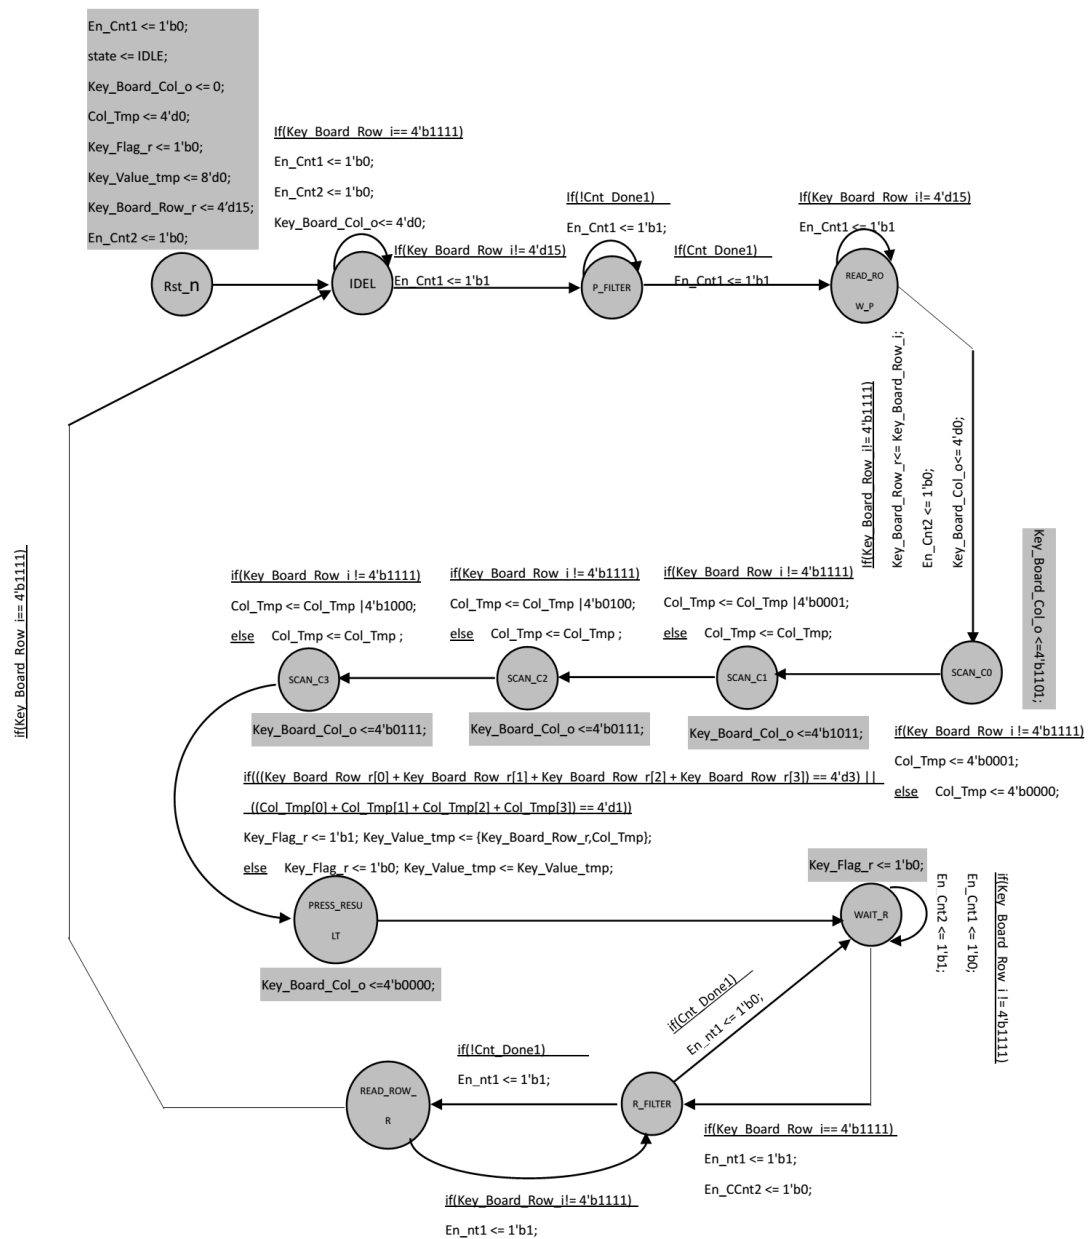 En_Cnt1 <= 1'b0;
state <= IDLE;
Key_Board_Col_o <= 0;
Col_Tmp <= 4'd0;
Key_Flag_r <= 1'b0;
Key_Value_tmp <= 8'd0;
Key_Board_Row_r <= 4'd15;
En_Cnt2 <= 1'b0;
If(Key_Board_Row_i== 4'b1111)
En_Cnt1 <= 1'b0;
En_Cnt2 <= 1'b0;
Key_Board_Col_o<= 4'd0;
If(Key_Board_Row_i!= 4'd15)
En_Cnt1 <= 1'b1
If(!Cnt_Done1)
En_Cnt1 <= 1'b1;
If(Cnt_Done1)
En_Cnt1 <= 1'b1
If(Key_Board_Row_i!= 4'd15)
En_Cnt1 <= 1'b1
Rst_n
IDEL
P_FILTER
READ_RO
W_P
If(Key_Board_Row_i!= 4'b1111)
Key_Board_Row_r<= Key_Board_Row_i;
En_Cnt2 <= 1'b0;
Key_Board_Col_o<= 4'd0;
Key_Board_Col_o <=4'b1101;
if(Key_Board_Row_i== 4'b1111)
if(Key_Board_Row_i != 4'b1111)
Col_Tmp <= Col_Tmp |4'b1000;
else Col_Tmp <= Col_Tmp ;
if(Key_Board_Row_i != 4'b1111)
Col_Tmp <= Col_Tmp |4'b0100;
else Col_Tmp <= Col_Tmp ;
if(Key_Board_Row_i != 4'b1111)
Col_Tmp <= Col_Tmp |4'b0001;
else Col_Tmp <= Col_Tmp;
SCAN_C3
SCAN_C2
SCAN_C1
SCAN_C0
Key_Board_Col_o <=4'b0111;
Key_Board_Col_o <=4'b0111;
Key_Board_Col_o <=4'b1011;
if(Key_Board_Row_i != 4'b1111)
Col_Tmp <= 4'b0001;
else Col_Tmp <= 4'b0000;
if(((Key_Board_Row_r[0] + Key_Board_Row_r[1] + Key_Board_Row_r[2] + Key_Board_Row_r[3]) == 4'd3) ||
((Col_Tmp[0] + Col_Tmp[1] + Col_Tmp[2] + Col_Tmp[3]) == 4'd1))
Key_Flag_r <= 1'b1; Key_Value_tmp <= {Key_Board_Row_r,Col_Tmp};
else Key_Flag_r <= 1'b0; Key_Value_tmp <= Key_Value_tmp;
PRESS_RESU
LT
Key_Board_Col_o <=4'b0000;
Key_Flag_r <= 1'b0;
WAIT_R
if(Key_Board_Row_i != 4'b1111)
En_Cnt1 <= 1'b0;
En_Cnt2 <= 1'b1;
if(Cnt_Done1)
En_nt1 <= 1'b0;
if(!Cnt_Done1)
En_nt1 <= 1'b1;
READ_ROW_
R
R_FILTER
if(Key_Board_Row_i== 4'b1111)
En_nt1 <= 1'b1;
En_CCnt2 <= 1'b0;
if(Key_Board_Row_i!= 4'b1111)
En_nt1 <= 1'b1;